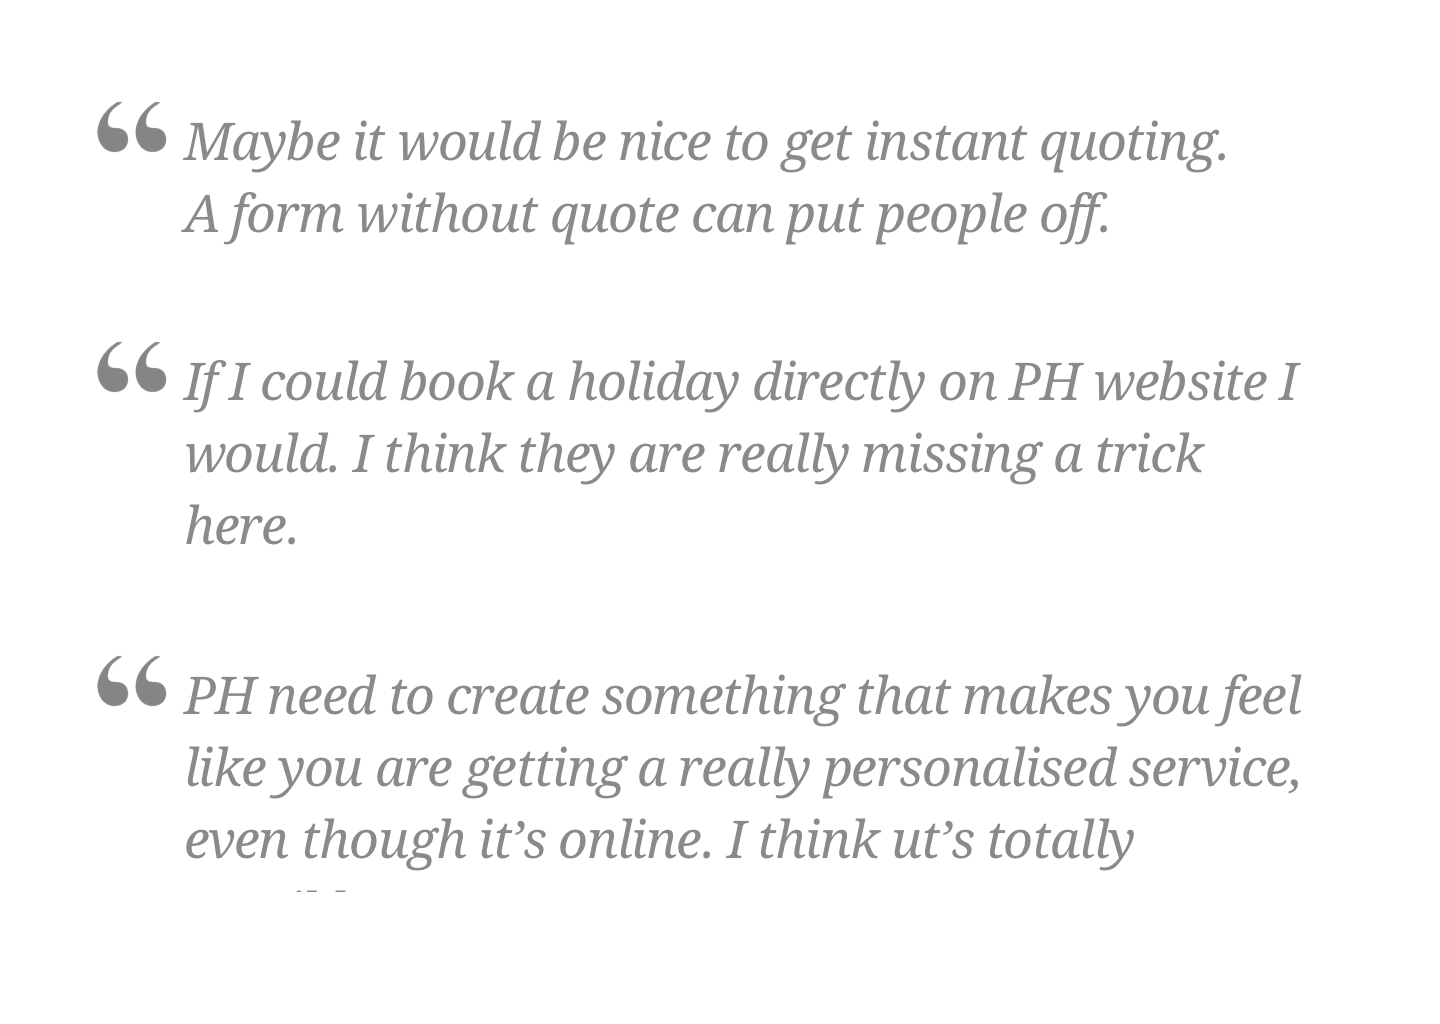 “ Maybe it would be nice to get instant quoting.
A form without quote can put people off.
“ If I could book a holiday directly on PH website I
would. I think they are really missing a trick
here.
“ PH need to create something that makes you feel
like you are getting a really personalised service,
even though it’s online. I think ut’s totally